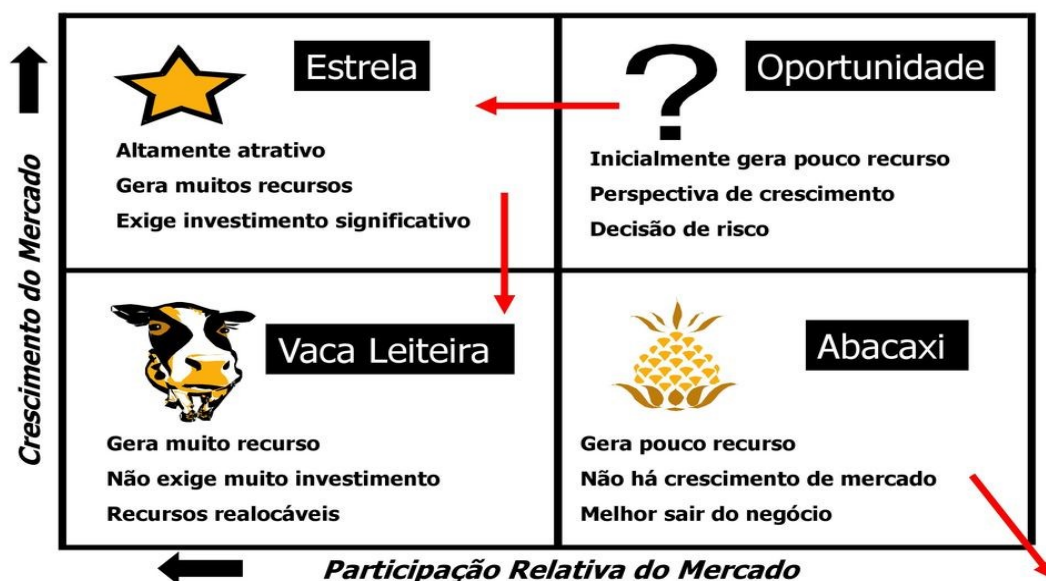 Estrela
Altamente atrativo
Gera muitos recursos
Exige investimento significativo
?
Oportunidade
Inicialmente gera pouco recurso
Perspectiva de crescimento
Decisão de risco
Vaca Leiteira
Gera muito recurso
Não exige muito investimento
Recursos realocáveis
Abacaxi
Gera pouco recurso
Não há crescimento de mercado
Melhor sair do negócio
Crescimento do Mercado
Participação Relativa do Mercado